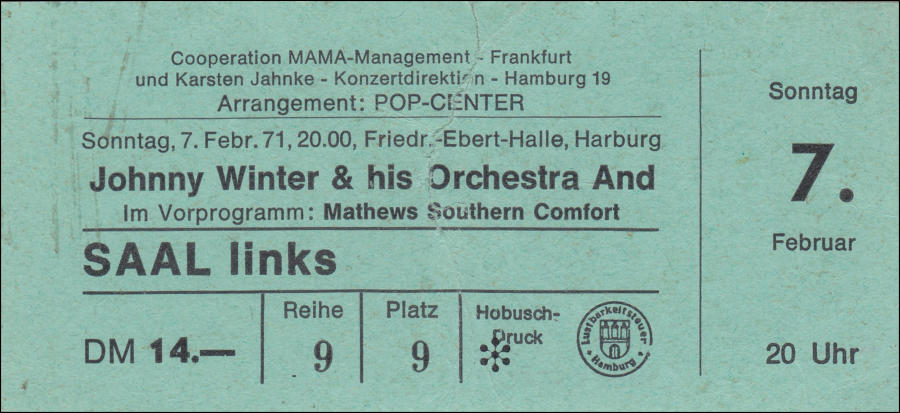 Cooperation MAMA-Management - Frankfurt
und Karsten Jahnke - Konzertdirektion - Hamburg 19
Arrangement: POP-CENTER
Sonntag, 7. Febr. 71, 20.00, Friedr.-Ebert-Halle, Harburg
Johnny Winter & his Orchestra And
Im Vorprogramm: Mathews Southern Comfort
SAAL links
DM 14.—
Reihe
9
Platz
9
Hobusch-
Druck
Lustbarkeitsteuer
Hamburg
Sonntag
7.
Februar
20 Uhr